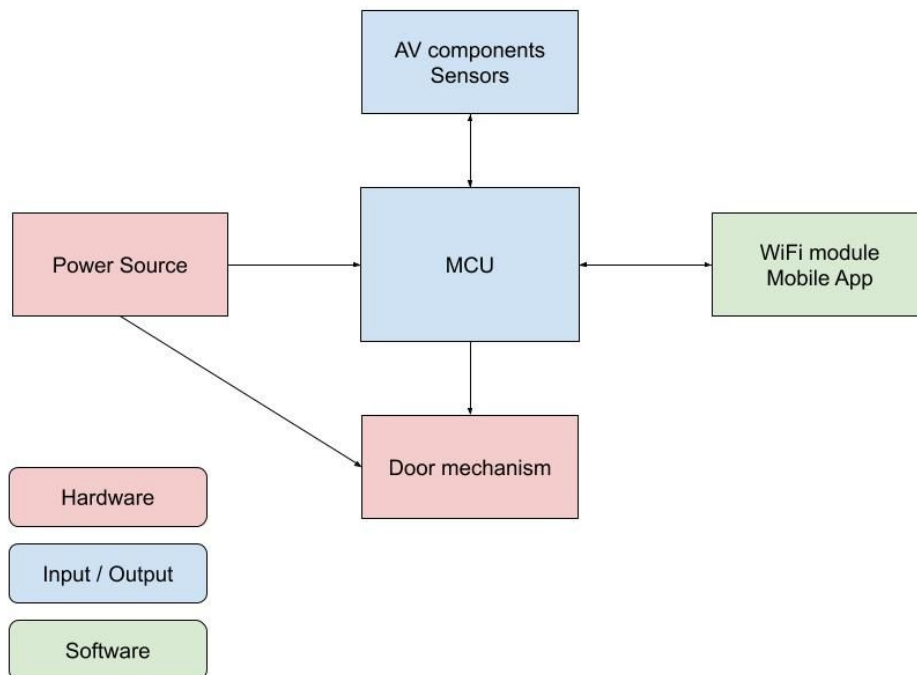 AV components
Sensors
Power Source
MCU
WiFi module
Mobile App
Door mechanism
Hardware
Input / Output
Software